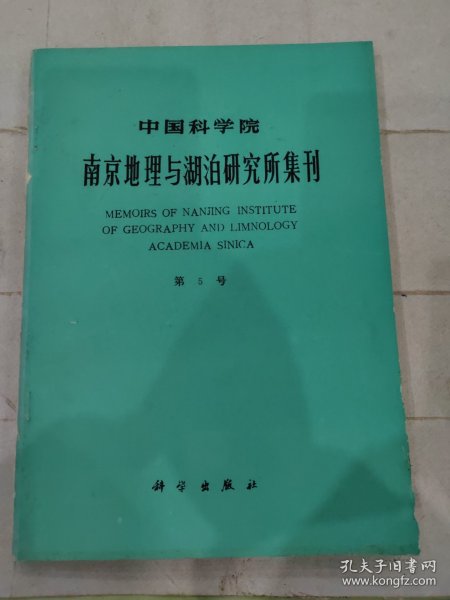 中国科学院
南京地理与湖泊研究所集刊
MEMOIRS OF NANJING INSTITUTE
OF GEOGRAPHY AND LIMNOLOGY
ACADEMIA SINICA
第 5 号
科学出版社
孔夫子旧书网
www.kongfz.com